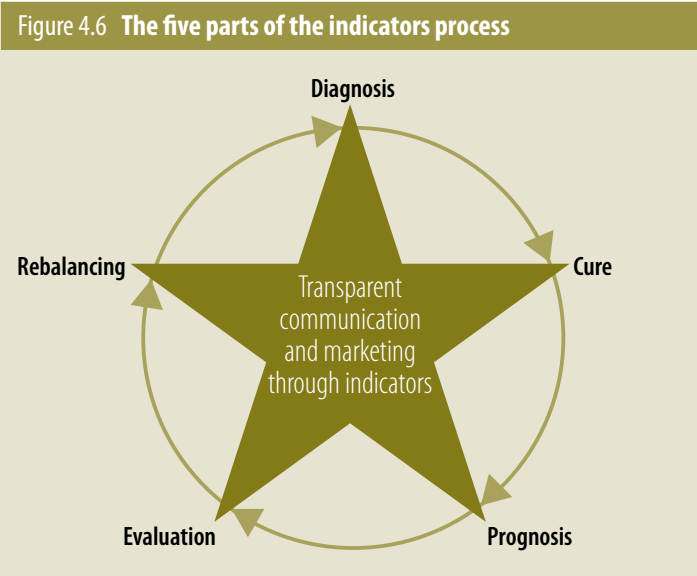 Figure 4.6 The five parts of the indicators process
Diagnosis
Rebalancing
Cure
Transparent
communication
and marketing
through indicators
Evaluation
Prognosis